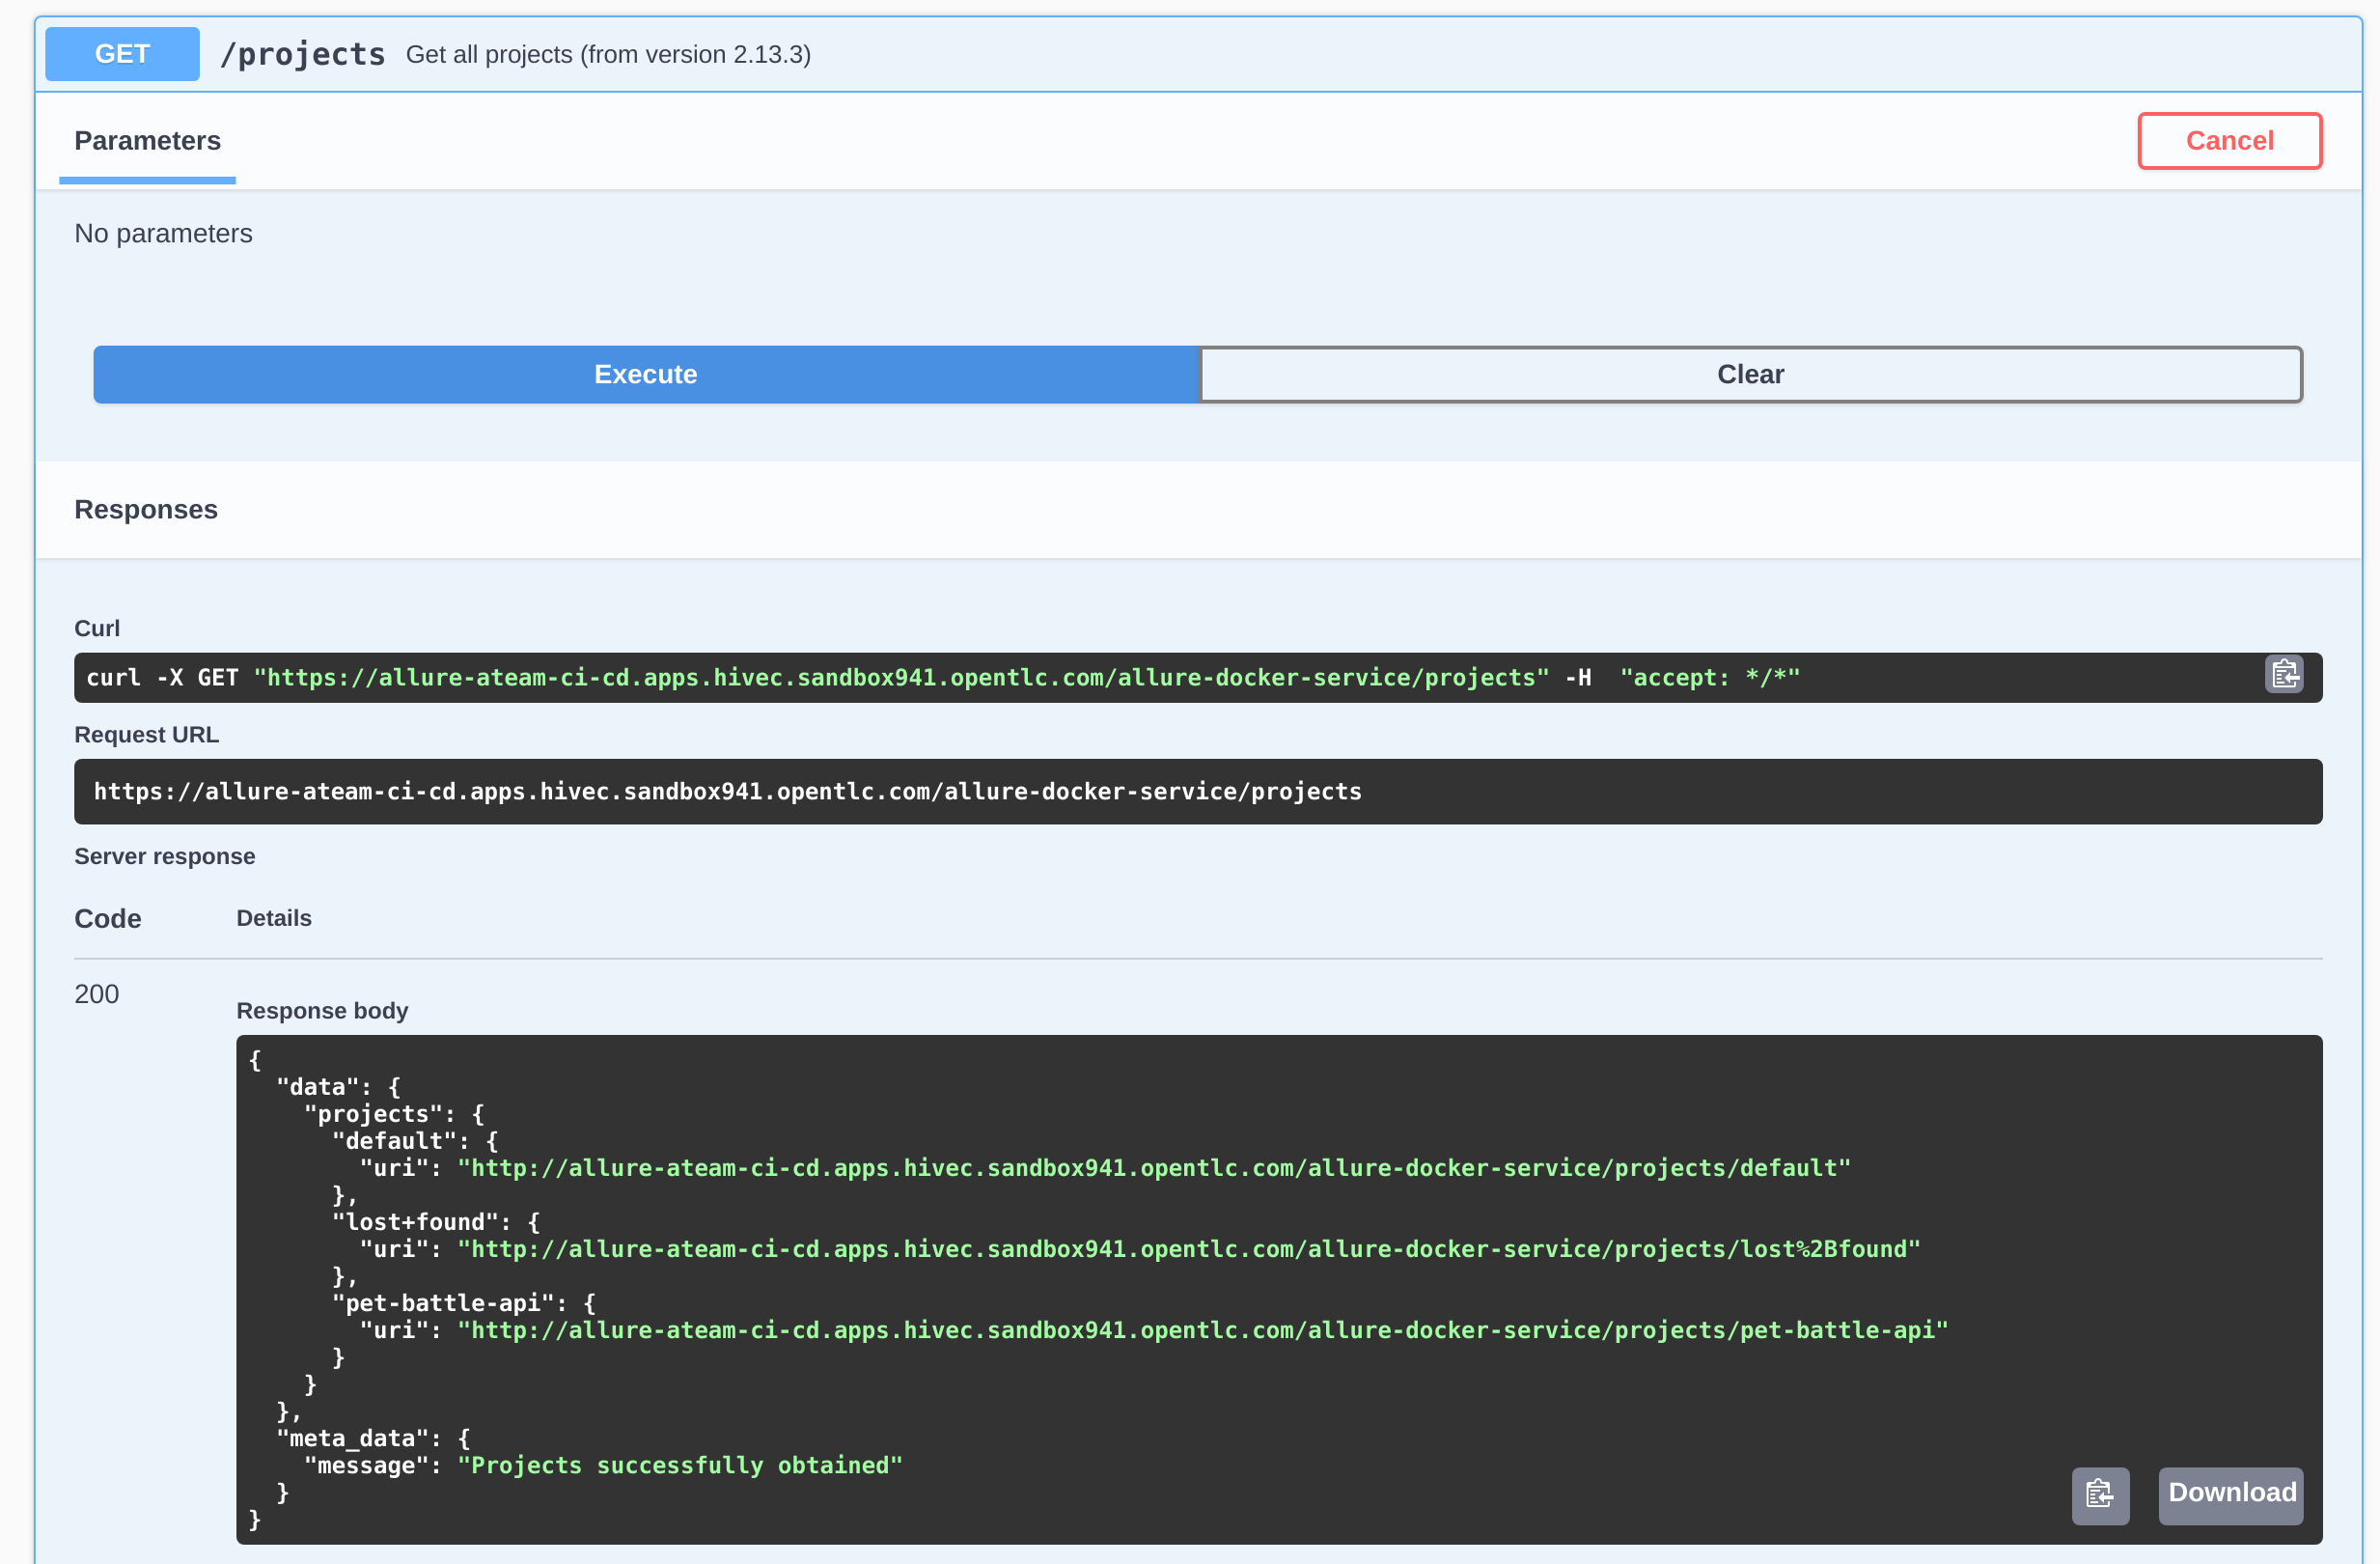 GET /projects Get all projects (from version 2.13.3)
Parameters
Cancel
No parameters
Execute
Clear
Responses
Curl
curl -X GET "https://allure-ateam-ci-cd.apps.hivec.sandbox941.opentlc.com/allure-docker-service/projects" -H  "accept: */*"
Request URL
https://allure-ateam-ci-cd.apps.hivec.sandbox941.opentlc.com/allure-docker-service/projects
Server response
Code Details
200
Response body
{
  "data": {
    "projects": {
      "default": {
        "uri": "http://allure-ateam-ci-cd.apps.hivec.sandbox941.opentlc.com/allure-docker-service/projects/default"
      },
      "lost+found": {
        "uri": "http://allure-ateam-ci-cd.apps.hivec.sandbox941.opentlc.com/allure-docker-service/projects/lost%2Bfound"
      },
      "pet-battle-api": {
        "uri": "http://allure-ateam-ci-cd.apps.hivec.sandbox941.opentlc.com/allure-docker-service/projects/pet-battle-api"
      }
    }
  },
  "meta_data": {
    "message": "Projects successfully obtained"
  }
}
Download